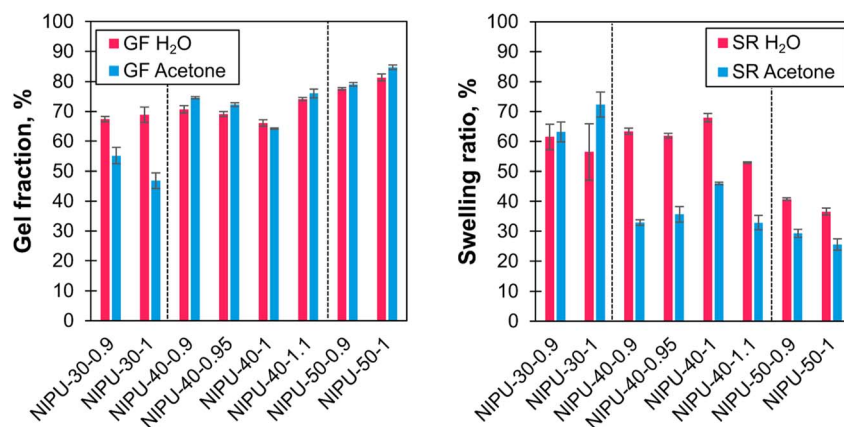 100
90
80
70
60
50
40
30
20
10
0
Gel fraction, %
GF H₂O
GF Acetone
NIPU-30-0.9
NIPU-30-1
NIPU-40-0.9
NIPU-40-0.95
NIPU-40-1
NIPU-40-1.1
NIPU-50-0.9
NIPU-50-1
100
90
80
70
60
50
40
30
20
10
0
Swelling ratio, %
SR H₂O
SR Acetone
NIPU-30-0.9
NIPU-30-1
NIPU-40-0.9
NIPU-40-0.95
NIPU-40-1
NIPU-40-1.1
NIPU-50-0.9
NIPU-50-1